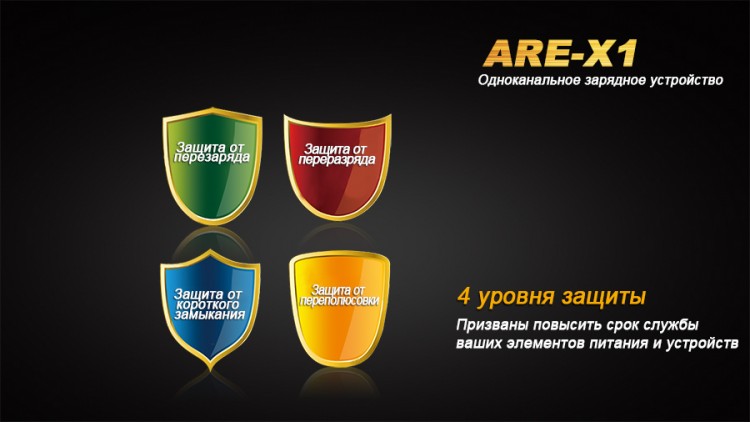 ARE-X1
Одноканальное зарядное устройство
Защита от
перезаряда
Защита от
переразряда
Защита от
короткого
замыкания
Защита от
переполюсовки
4 уровня защиты
Призваны повысить срок службы
ваших элементов питания и устройств